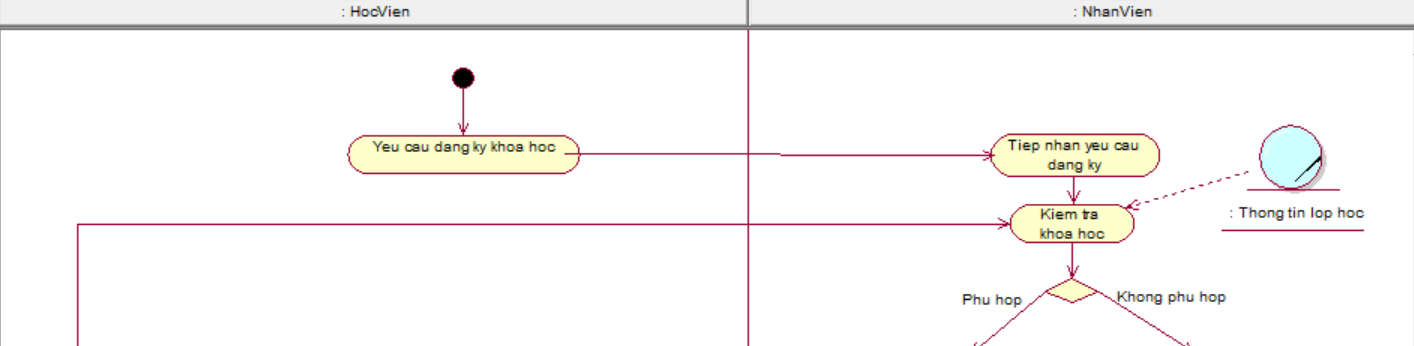 : HocVien
: NhanVien
Yeu cau dang ky khoa hoc
Tiep nhan yeu cau
dang ky
Kiem tra
khoa hoc
: Thong tin lop hoc
Phu hop
Khong phu hop